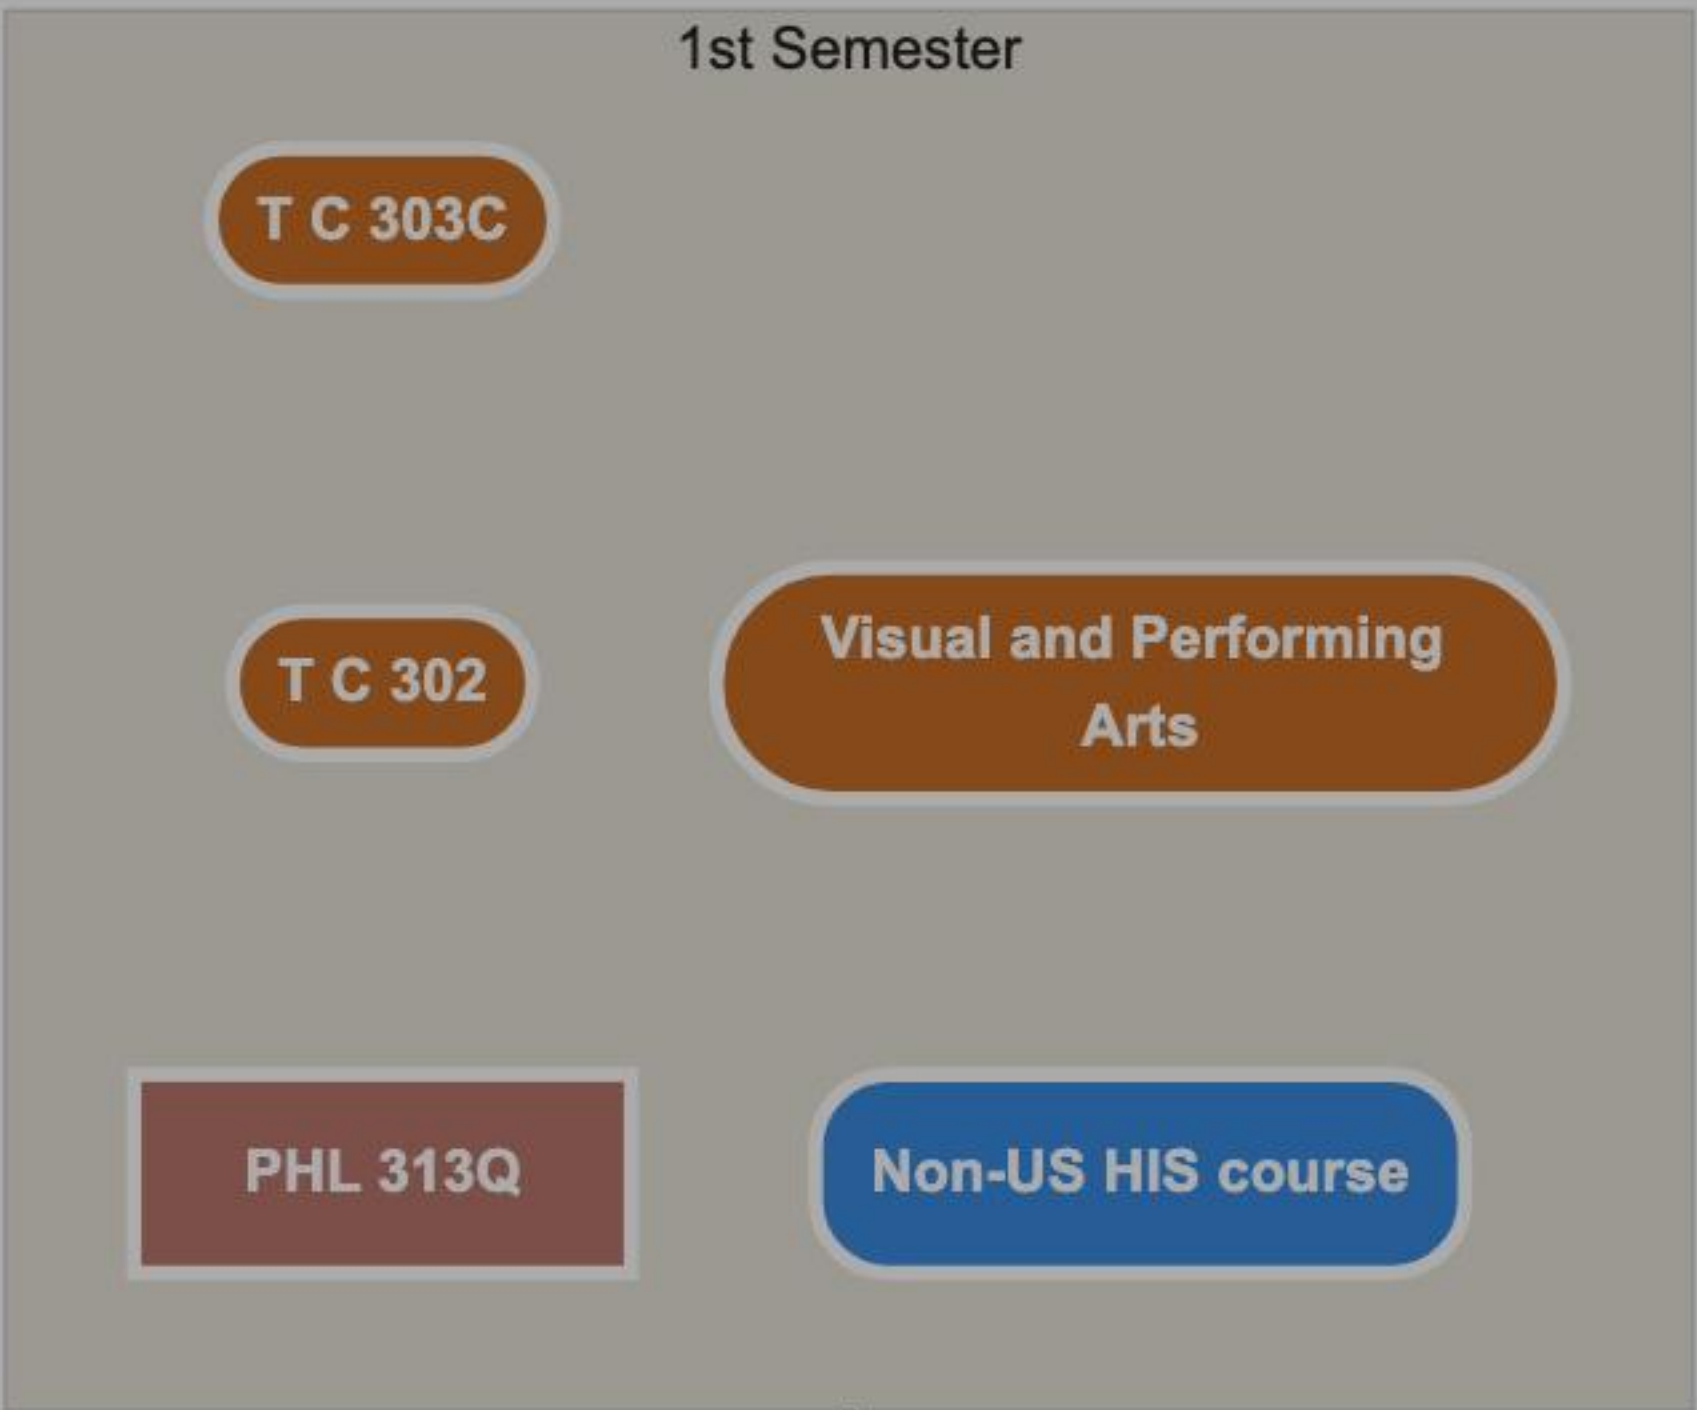 1st Semester
T C 303C
T C 302
Visual and Performing
Arts
PHL 313Q
Non-US HIS course